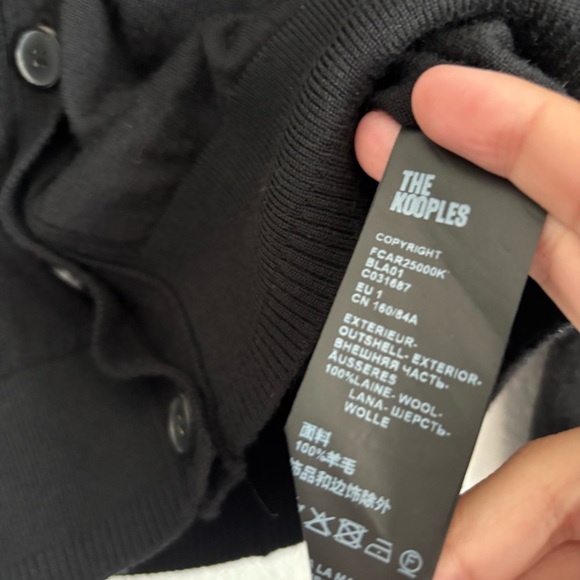 THE
KOOPLES
COPYRIGHT
FCAR25000K
BLA01
C031687
EU 1
CN 160/84A
EXTERIEUR-
OUTSHELL- EXTERIOR-
ВНЕШНЯЯ ЧАСТЬ-
AUSSERES
100%LAINE- WOOL-
LANA- ШЕРСТЬ-
WOLLE
面料
100%羊毛
饰品和边饰除外
F